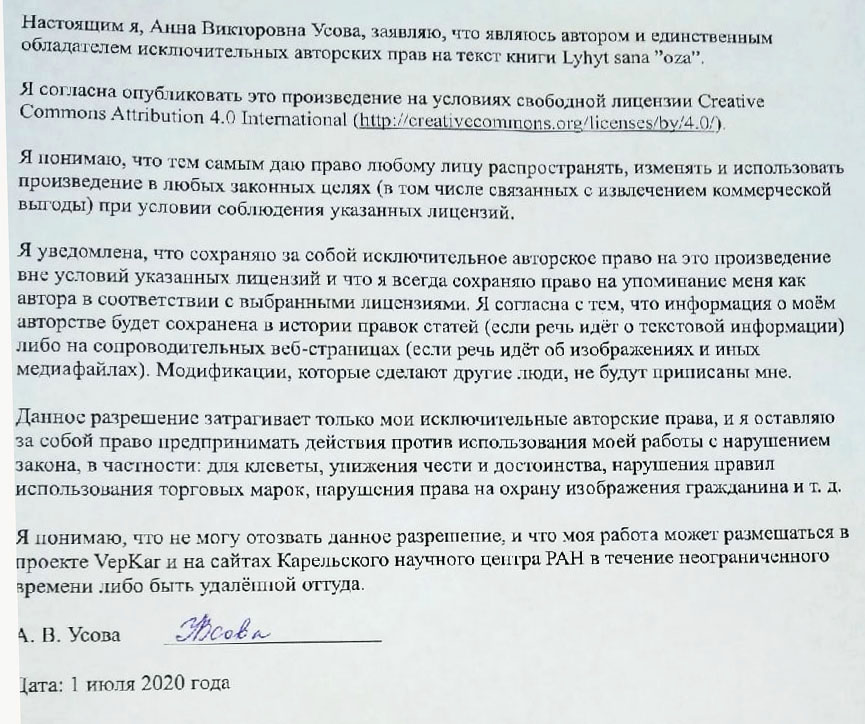 Настоящим я, Анна Викторовна Усова, заявляю, что являюсь автором и единственным
обладателем исключительных авторских прав на текст книги Lyhyt sana ”oza”.
Я согласна опубликовать это произведение на условиях свободной лицензии Creative
Commons Attribution 4.0 International (http://creativecommons.org/licenses/by/4.0/).
Я понимаю, что тем самым даю право любому лицу распространять, изменять и использовать
произведение в любых законных целях (в том числе связанных с извлечением коммерческой
выгоды) при условии соблюдения указанных лицензий.
Я уведомлена, что сохраняю за собой исключительное авторское право на это произведение
вне условий указанных лицензий и что я всегда сохраняю право на упоминание меня как
автора в соответствии с выбранными лицензиями. Я согласна с тем, что информация о моём
авторстве будет сохранена в истории правок статей (если речь идёт о текстовой информации)
либо на сопроводительных веб-страницах (если речь идёт об изображениях и иных
медиафайлах). Модификации, которые сделают другие люди, не будут приписаны мне.
Данное разрешение затрагивает только мои исключительные авторские права, и я оставляю
за собой право предпринимать действия против использования моей работы с нарушением
закона, в частности: для клеветы, унижения чести и достоинства, нарушения правил
использования торговых марок, нарушения права на охрану изображения гражданина и т. д.
Я понимаю, что не могу отозвать данное разрешение, и что моя работа может размещаться в
проекте VepKar и на сайтах Карельского научного центра РАН в течение неограниченного
времени либо быть удалённой оттуда.
А. В. Усова Усова
Дата: 1 июля 2020 года